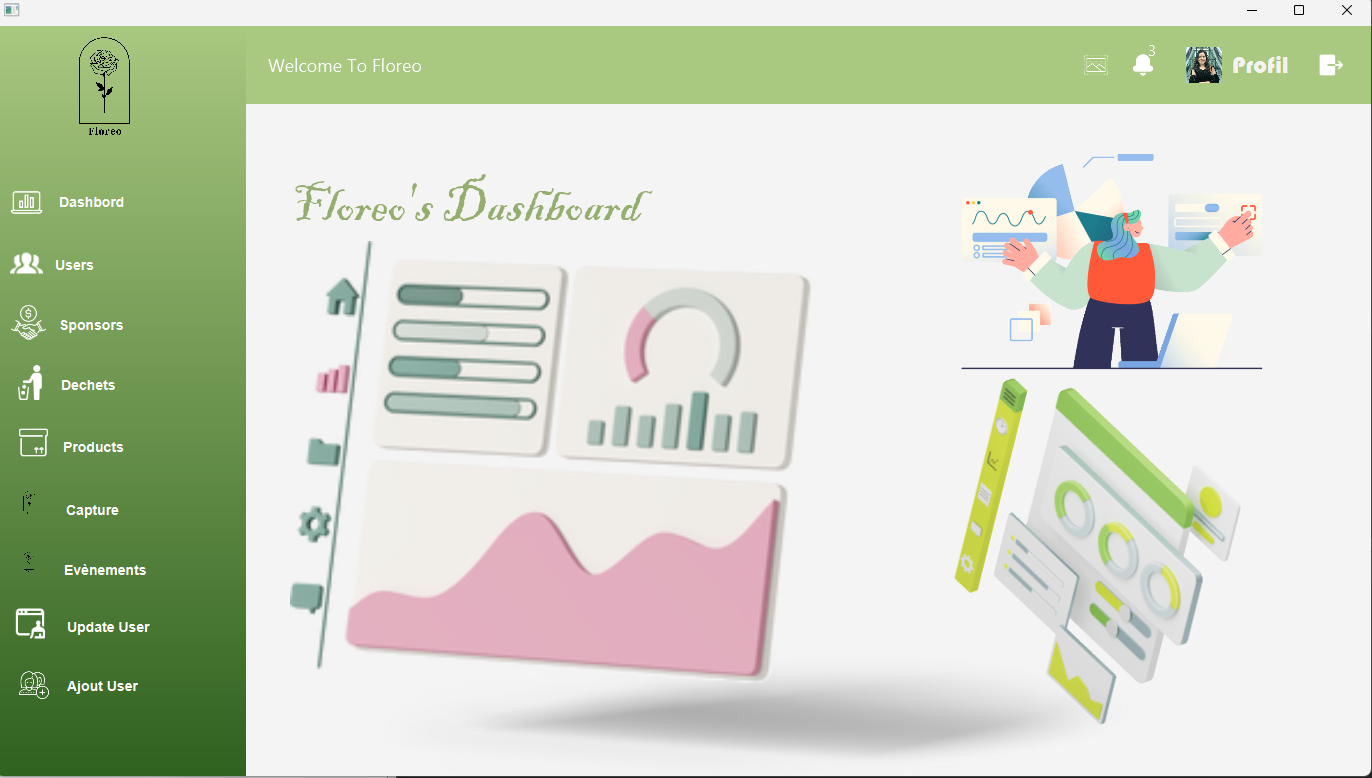 Floreo
Welcome To Floreo
3
Profil
Dashbord
Users
Sponsors
Dechets
Products
Capture
Evènements
Update User
Ajout User
Floreo's Dashboard